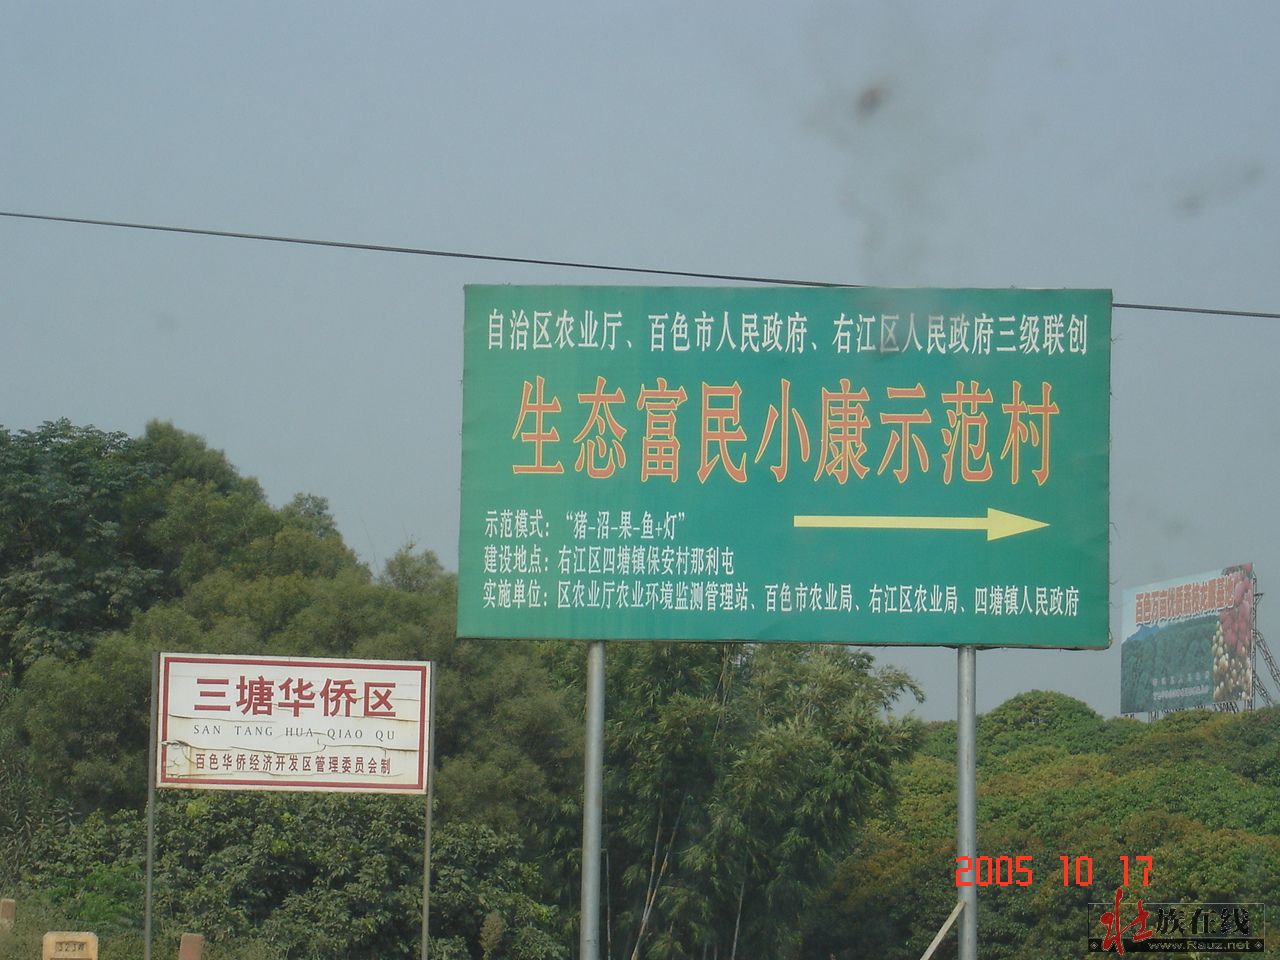 自治区农业厅、百色市人民政府、右江区人民政府三级联创
生态富民小康示范村
示范模式：“猪-沼-果-鱼+灯”
建设地点：右江区四塘镇保安村那利屯
实施单位：区农业厅农业环境监测管理站、百色市农业局、右江区农业局、四塘镇人民政府
三塘华侨区
SAN TANG HUA QIAO QU
百色华侨经济开发区管理委员会制
2005 10 17
壮族在线
www.Rauz.net